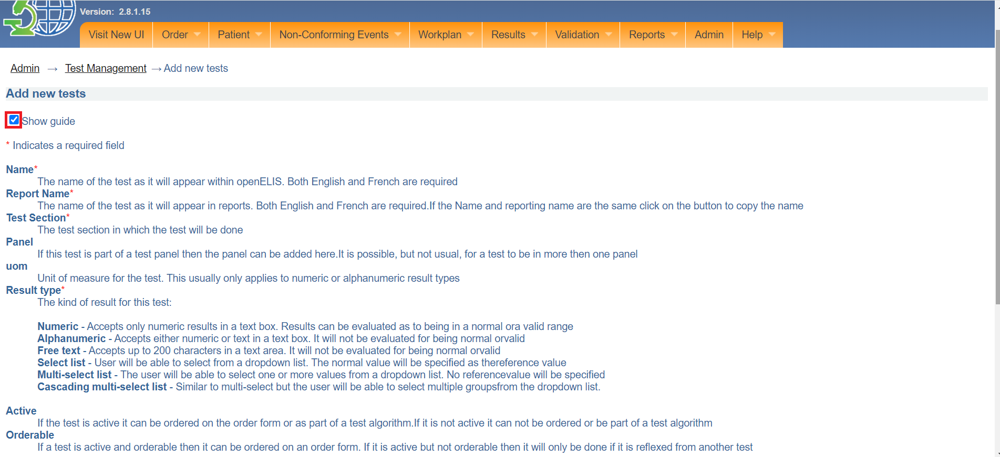 Version: 2.8.1.15
Visit New UI Order Patient Non-Conforming Events Workplan Results Validation Reports Admin Help
Admin → Test Management → Add new tests
Add new tests
Show guide
* Indicates a required field
Name*
The name of the test as it will appear within openELIS. Both English and French are required
Report Name*
The name of the test as it will appear in reports. Both English and French are required.If the Name and reporting name are the same click on the button to copy the name
Test Section*
The test section in which the test will be done
Panel
If this test is part of a test panel then the panel can be added here.It is possible, but not usual, for a test to be in more then one panel
uom
Unit of measure for the test. This usually only applies to numeric or alphanumeric result types
Result type*
The kind of result for this test:
Numeric - Accepts only numeric results in a text box. Results can be evaluated as to being in a normal ora valid range
Alphanumeric - Accepts either numeric or text in a text box. It will not be evaluated for being normal orvalid
Free text - Accepts up to 200 characters in a text area. It will not be evaluated for being normal orvalid
Select list - User will be able to select from a dropdown list. The normal value will be specified as thereference value
Multi-select list - The user will be able to select one or more values from a dropdown list. No referencevalue will be specified
Cascading multi-select list - Similar to multi-select but the user will be able to select multiple groupsfrom the dropdown list.
Active
If the test is active it can be ordered on the order form or as part of a test algorithm.If it is not active it can not be ordered or be part of a test algorithm
Orderable
If a test is active and orderable then it can be ordered on an order form. If it is active but not orderable then it will only be done if it is reflexed from another test